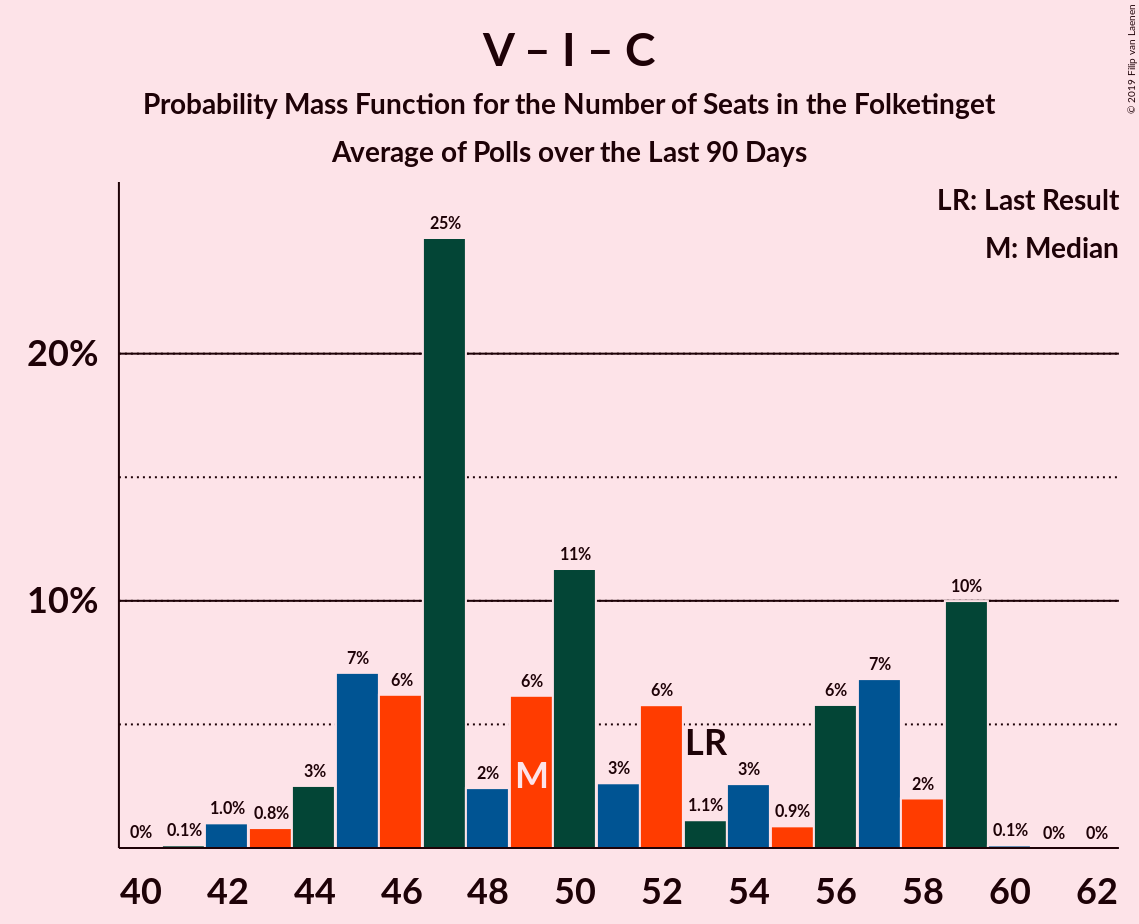 V – I – C
Probability Mass Function for the Number of Seats in the Folketinget
Average of Polls over the Last 90 Days
© 2019 Filip van Laenen
LR: Last Result
M: Median
20%
10%
0%
0.1%
1.0%
0.8%
3%
7%
6%
25%
2%
6%
11%
3%
6%
1.1%
3%
0.9%
6%
7%
2%
10%
0.1%
0%
0%
M
LR
40 42 44 46 48 50 52 54 56 58 60 62